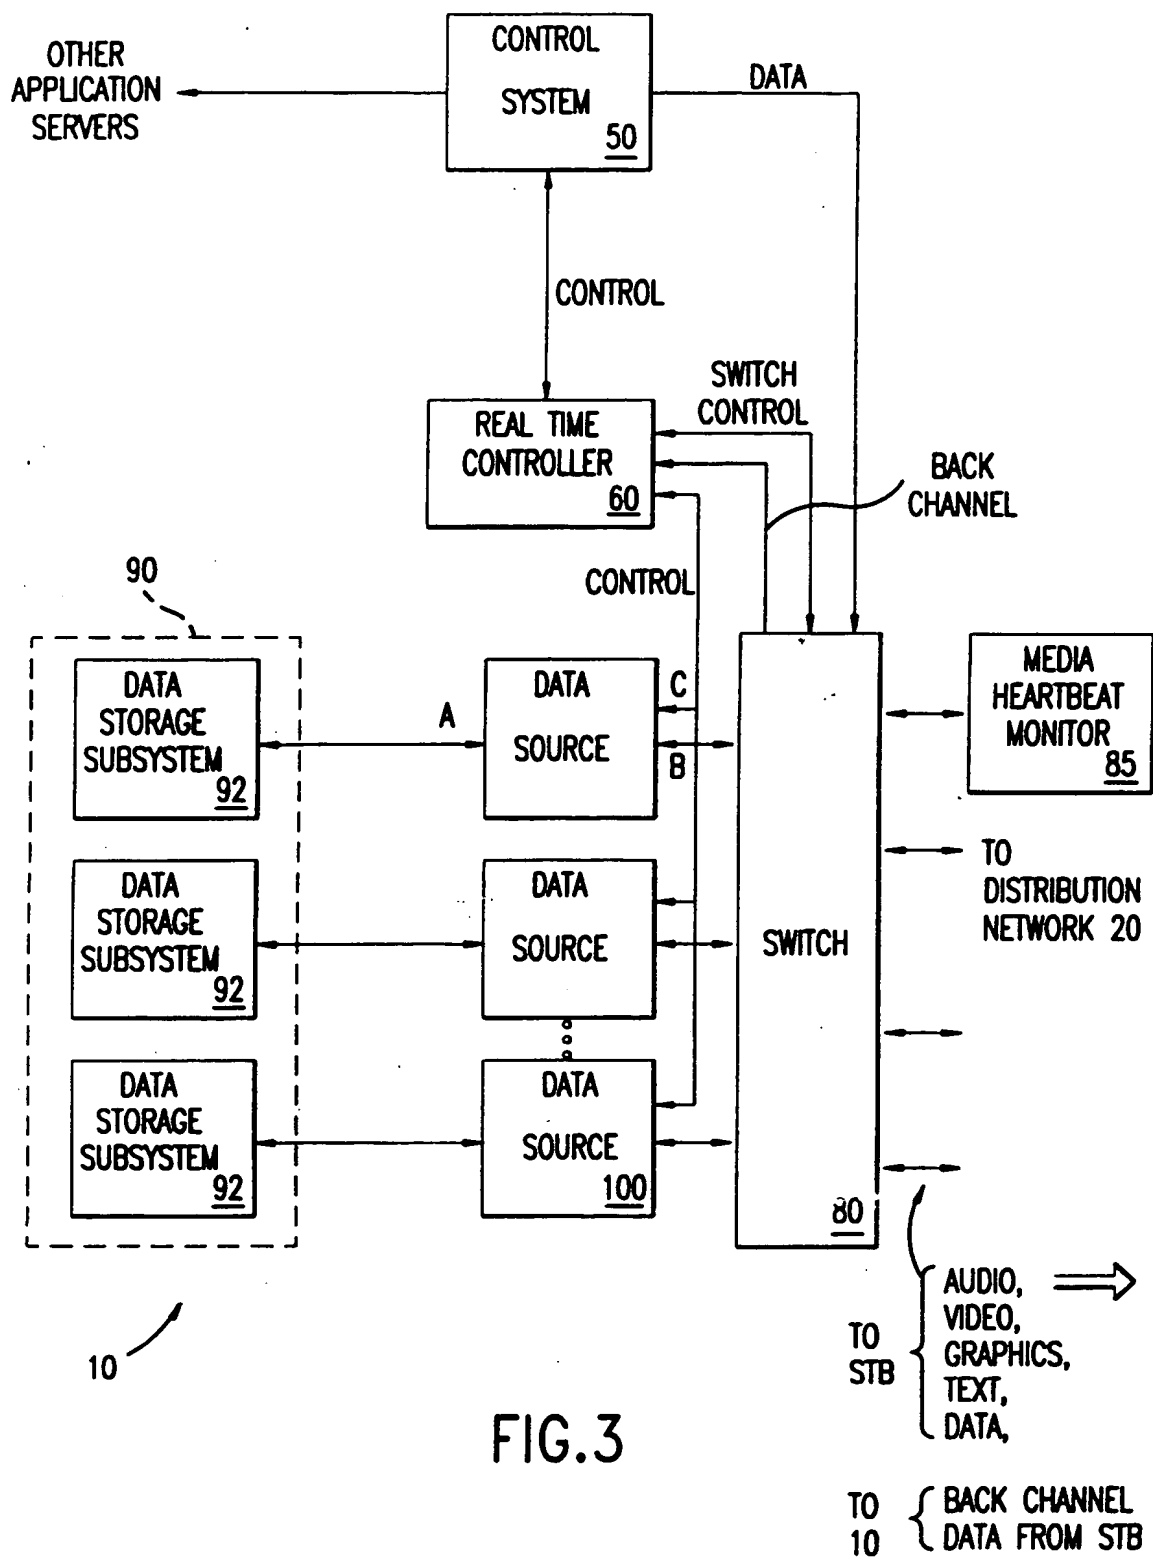 OTHER
APPLICATION
SERVERS
CONTROL
SYSTEM
50
DATA
CONTROL
SWITCH
CONTROL
REAL TIME
CONTROLLER
60
BACK
CHANNEL
CONTROL
90
DATA
STORAGE
SUBSYSTEM
92
A
DATA
SOURCE
C
B
MEDIA
HEARTBEAT
MONITOR
85
DATA
STORAGE
SUBSYSTEM
92
DATA
SOURCE
SWITCH
80
TO
DISTRIBUTION
NETWORK 20
DATA
STORAGE
SUBSYSTEM
92
DATA
SOURCE
100
10
TO
STB
AUDIO,
VIDEO,
GRAPHICS,
TEXT,
DATA,
FIG.3
TO
10
BACK CHANNEL
DATA FROM STB